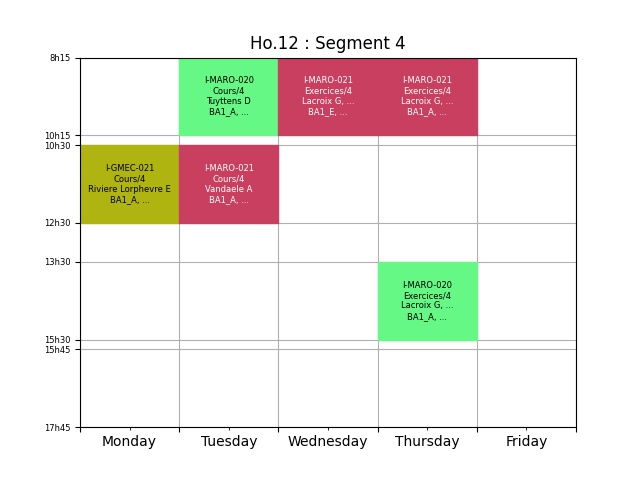 Ho.12 : Segment 4
8h15
I-MARO-020
Cours/4
Tuyttens D
BA1_A, ...
I-MARO-021
Exercices/4
Lacroix G, ...
BA1_E, ...
I-MARO-021
Exercices/4
Lacroix G, ...
BA1_A, ...
10h15
10h30
I-GMEC-021
Cours/4
Riviere Lorphevre E
BA1_A, ...
I-MARO-021
Cours/4
Vandaele A
BA1_A, ...
12h30
13h30
I-MARO-020
Exercices/4
Lacroix G, ...
BA1_A, ...
15h30
15h45
17h45
Monday
Tuesday
Wednesday
Thursday
Friday